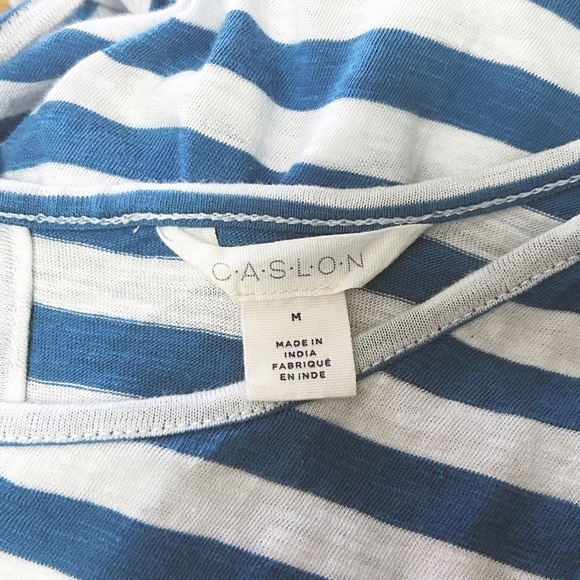 C·A·S·L·O·N
M
MADE IN
INDIA
FABRIQUÉ
EN INDE